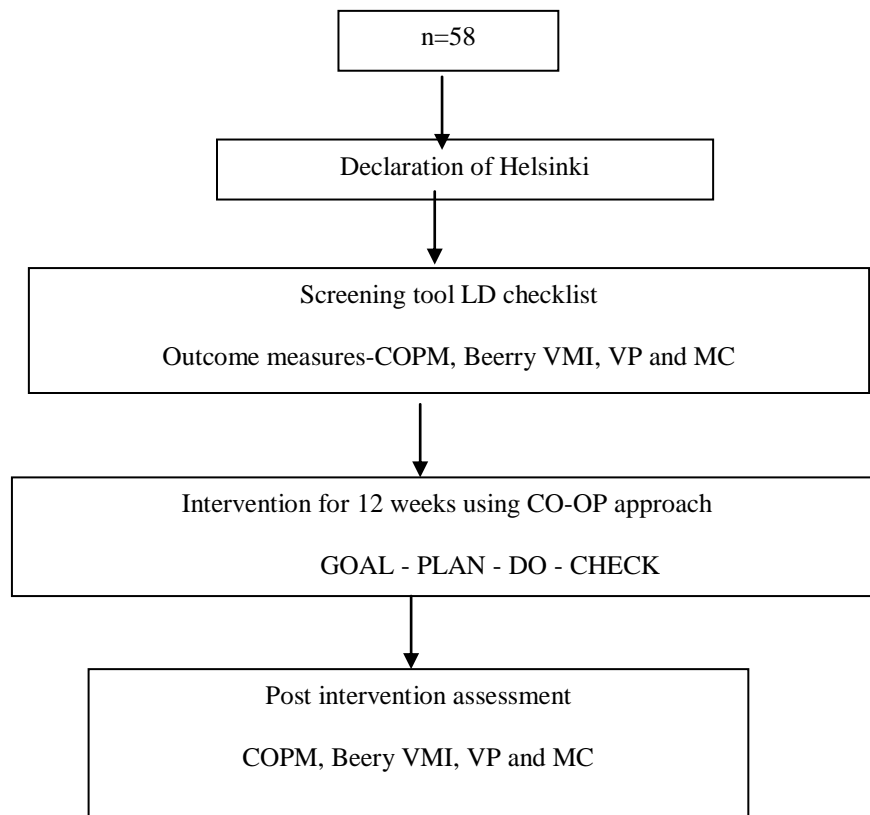 n=58
Declaration of Helsinki
Screening tool LD checklist
Outcome measures-COPM, Beerry VMI, VP and MC
Intervention for 12 weeks using CO-OP approach
GOAL - PLAN - DO - CHECK
Post intervention assessment
COPM, Beery VMI, VP and MC